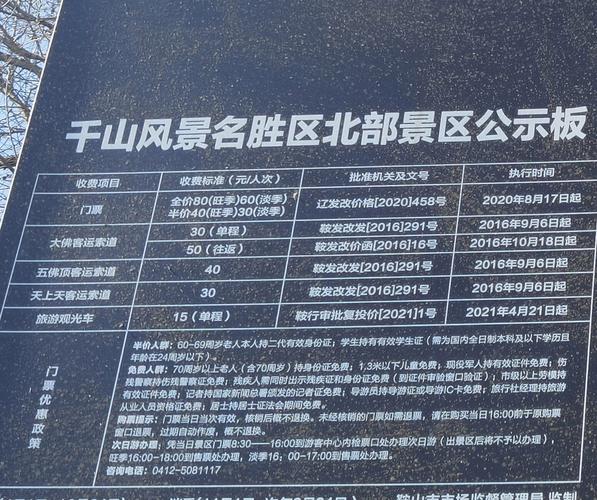 千山风景名胜区北部景区公示板
收费项目 收费标准（元/人次） 批准机关及文号 执行时间
门票 全价80(旺季)60(淡季) 半价40(旺季)30(淡季) 辽发改价格[2020]458号 2020年8月17日起
大佛客运索道 30（单程） 鞍发改发[2016]291号 2016年9月6日起
50（往返） 鞍发改价函[2016]16号 2016年10月18日起
五佛顶客运索道 40 鞍发改发[2016]291号 2016年9月6日起
天上天客运索道 30 鞍发改发[2016]291号 2016年9月6日起
旅游观光车 15（单程） 鞍行审批复投价[2021]1号 2021年4月21日起
门票优惠政策
半价人群：60-69周岁老人本人持二代有效身份证；学生持有有效学生证（需为国内全日制本科及以下学历且
年龄在24周岁以下）。
免费人群：70周岁以上老人（含70周岁）持身份证免费；1.3米以下儿童免费；现役军人持有效证件免费；伤
残警察持伤残警察证免费；残疾人需同时出示残疾证和身份证免费（到证件审验窗口验证）；市级以上劳模持
有效证件免费；记者持国家新闻总署颁发的记者证免费；导游员持导游证或导游IC卡免费；旅行社经理持旅游
从业人员资格证免费；居士持居士证法会期间免费。
购票提示：门票当日当次有效，核销后概不退换。未经核销的门票如需退票，请在购买当日16:00前于原购票
窗口退票，过期自动作废，概不退换。
次日游办理：凭当日景区门票8:30——16:00到游客中心内检票口处办理次日游（出景区后将不予以办理），
旺季16:00-18:00到售票处办理，淡季16：00-17:00到售票处办理。
咨询电话：0412-5081117
鞍山市市场监督管理局 监制